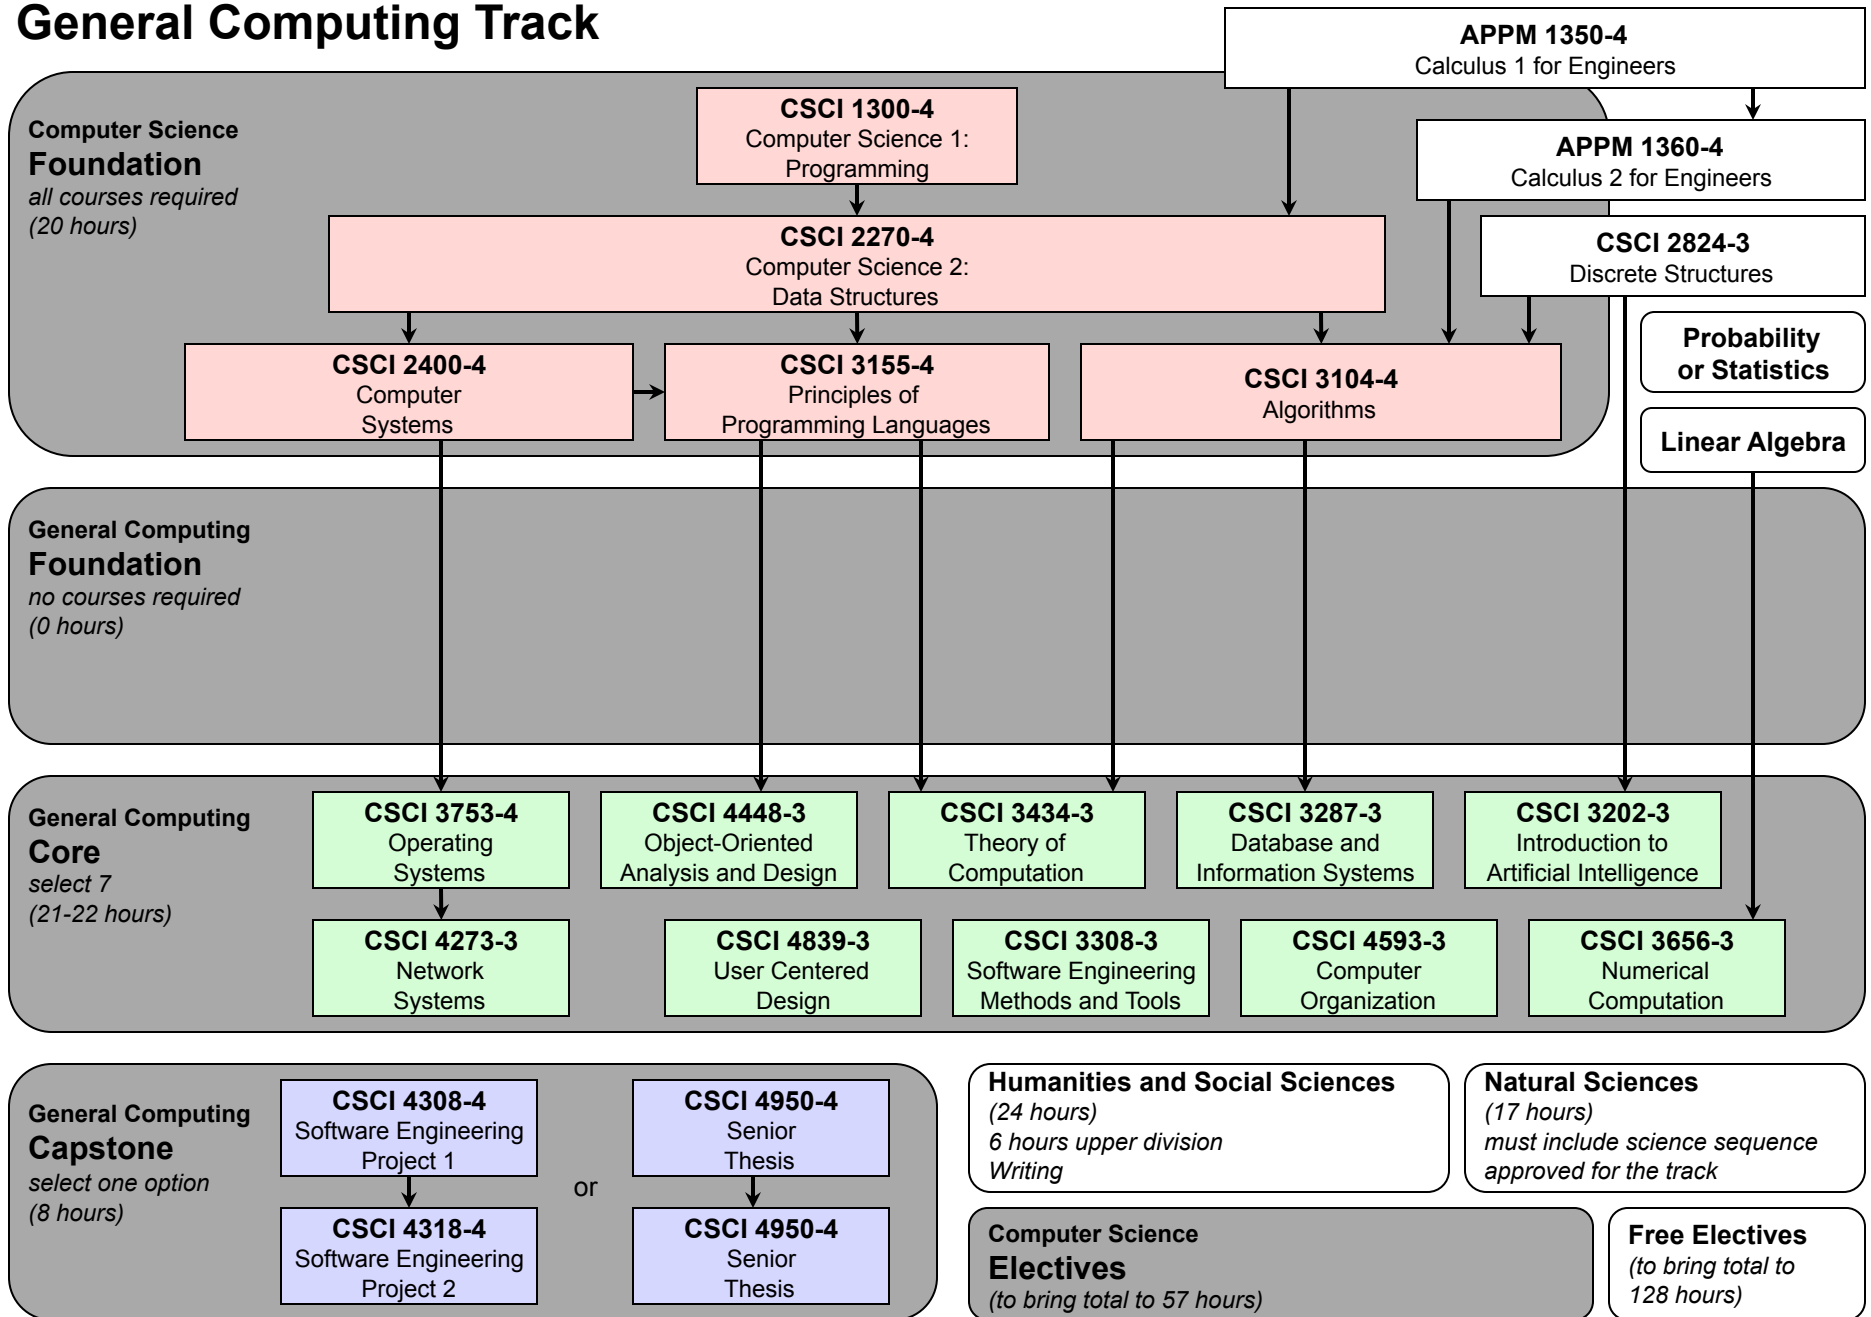 General Computing Track
APPM 1350-4
Calculus 1 for Engineers
Computer Science
Foundation
all courses required
(20 hours)
CSCI 1300-4
Computer Science 1:
Programming
APPM 1360-4
Calculus 2 for Engineers
CSCI 2270-4
Computer Science 2:
Data Structures
CSCI 2824-3
Discrete Structures
CSCI 2400-4
Computer
Systems
CSCI 3155-4
Principles of
Programming Languages
CSCI 3104-4
Algorithms
Probability
or Statistics
Linear Algebra
General Computing
Foundation
no courses required
(0 hours)
General Computing
Core
select 7
(21-22 hours)
CSCI 3753-4
Operating
Systems
CSCI 4448-3
Object-Oriented
Analysis and Design
CSCI 3434-3
Theory of
Computation
CSCI 3287-3
Database and
Information Systems
CSCI 3202-3
Introduction to
Artificial Intelligence
CSCI 4273-3
Network
Systems
CSCI 4839-3
User Centered
Design
CSCI 3308-3
Software Engineering
Methods and Tools
CSCI 4593-3
Computer
Organization
CSCI 3656-3
Numerical
Computation
General Computing
Capstone
select one option
(8 hours)
CSCI 4308-4
Software Engineering
Project 1
CSCI 4318-4
Software Engineering
Project 2
or
CSCI 4950-4
Senior
Thesis
CSCI 4950-4
Senior
Thesis
Humanities and Social Sciences
(24 hours)
6 hours upper division
Writing
Natural Sciences
(17 hours)
must include science sequence
approved for the track
Computer Science
Electives
(to bring total to 57 hours)
Free Electives
(to bring total to
128 hours)